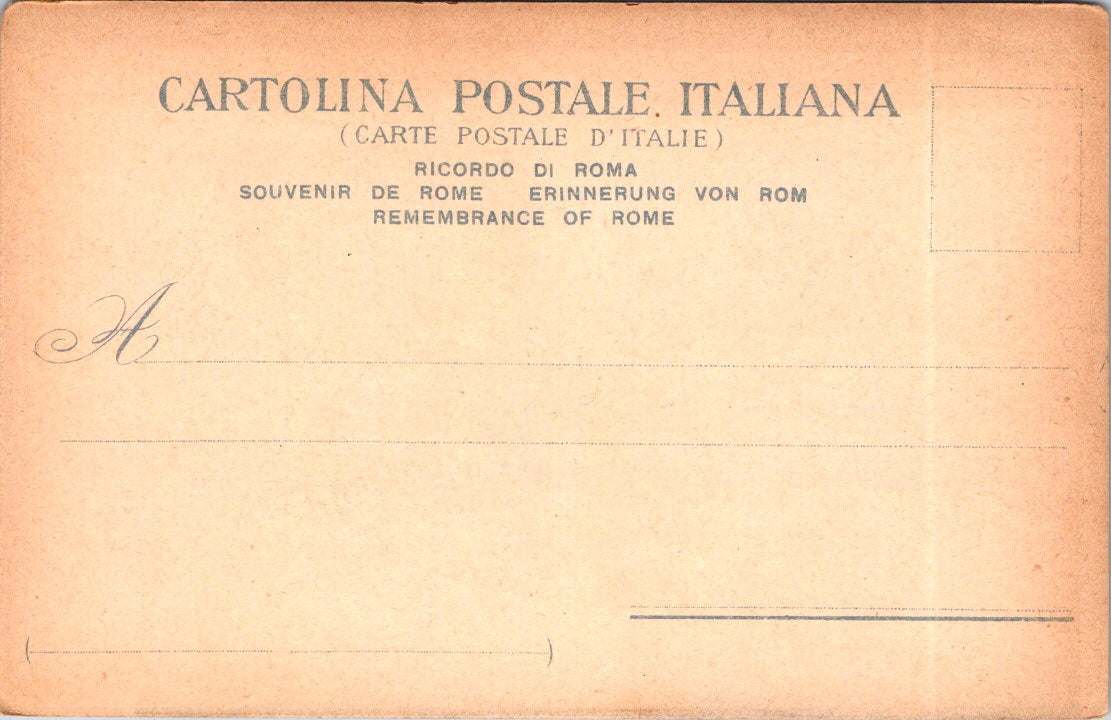 CARTOLINA POSTALE ITALIANA
(CARTE POSTALE D'ITALIE)
RICORDO DI ROMA
SOUVENIR DE ROME ERINNERUNG VON ROM
REMEMBRANCE OF ROME
A